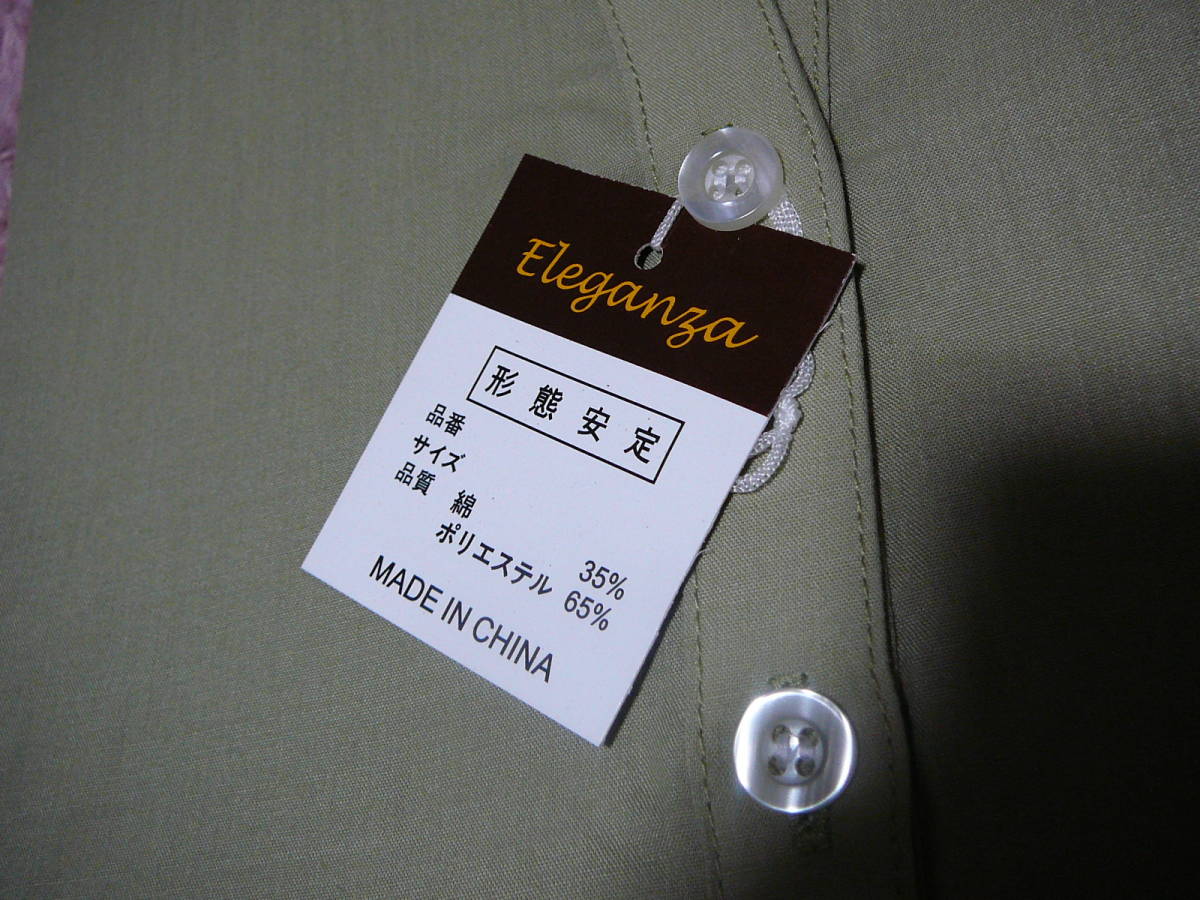 Eleganza
形態安定
品番
サイズ
品質 綿 35%
ポリエステル 65%
MADE IN CHINA